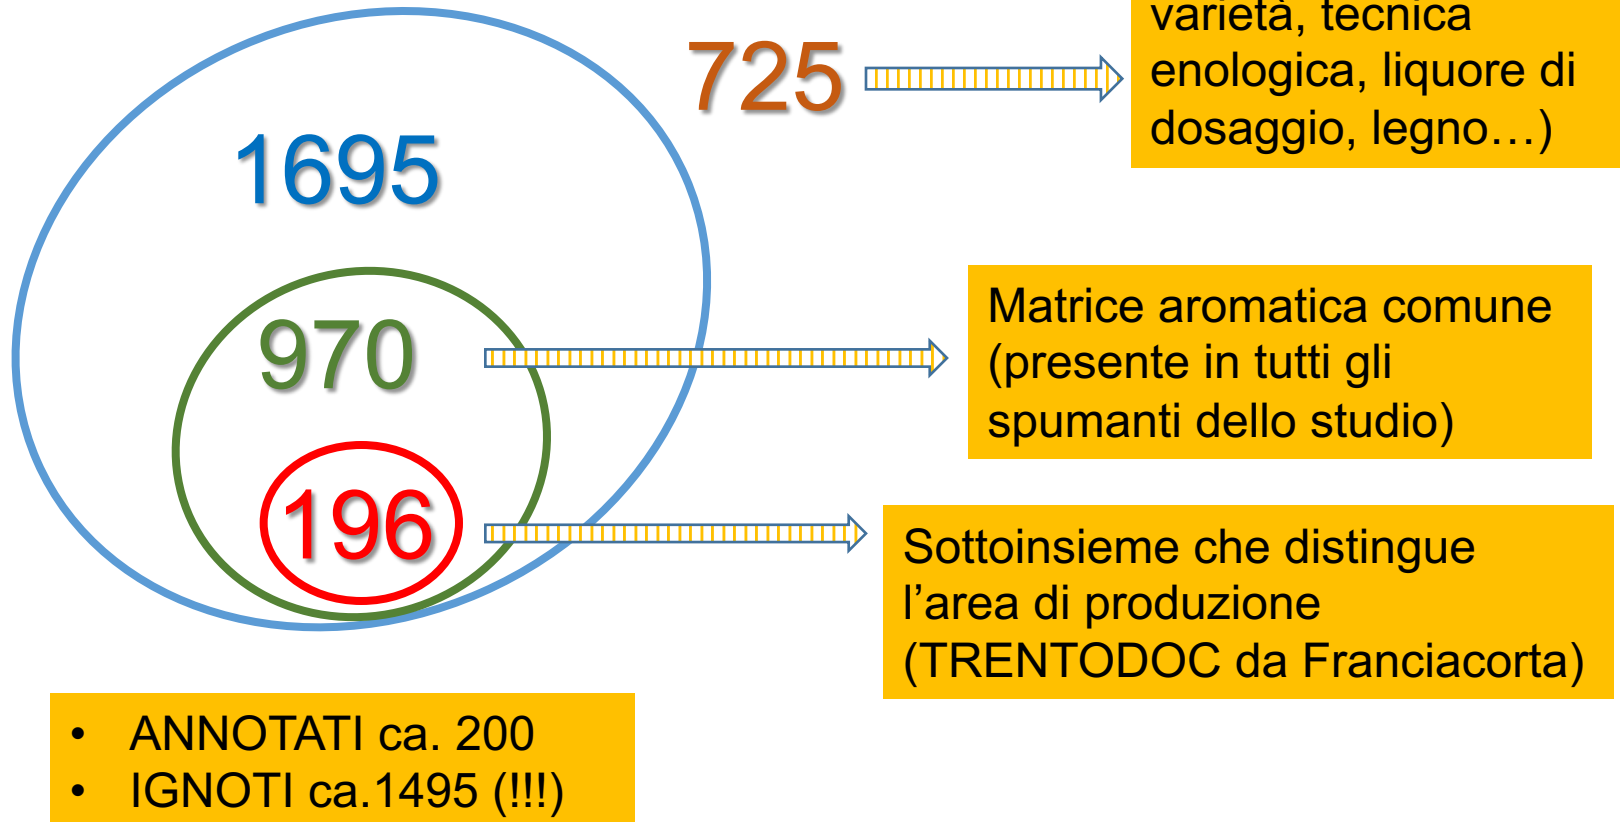 725
varietà, tecnica
enologica, liquore di
dosaggio, legno…)
1695
970
Matrice aromatica comune
(presente in tutti gli
spumanti dello studio)
196
Sottoinsieme che distingue
l’area di produzione
(TRENTODOC da Franciacorta)
• ANNOTATI ca. 200
• IGNOTI ca.1495 (!!!)